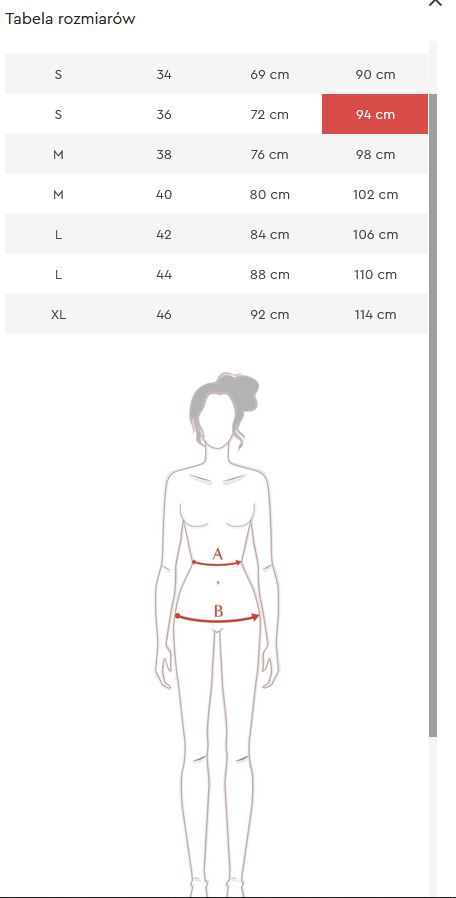 Tabela rozmiarów
S 34 69 cm 90 cm
S 36 72 cm 94 cm
M 38 76 cm 98 cm
M 40 80 cm 102 cm
L 42 84 cm 106 cm
L 44 88 cm 110 cm
XL 46 92 cm 114 cm
A
B